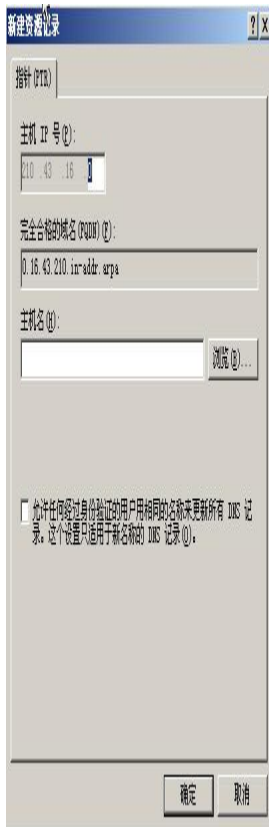 新建资源记录
指针(PTR)
主机 IP 号(P):
210 .43 .16 .0
完全合格的域名(FQDN)(F):
0.16.43.210.in-addr.arpa
主机名(H):
浏览(B)...
允许任何经过身份验证的用户用相同的名称来更新所有 DNS 记
录。这个设置只适用于新名称的 DNS 记录(O)。
确定
取消